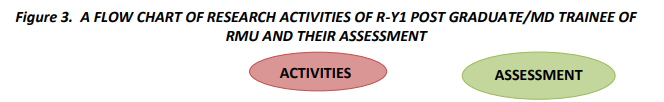 Figure 3. A FLOW CHART OF RESEARCH ACTIVITIES OF R-Y1 POST GRADUATE/MD TRAINEE OF
RMU AND THEIR ASSESSMENT
ACTIVITIES
ASSESSMENT